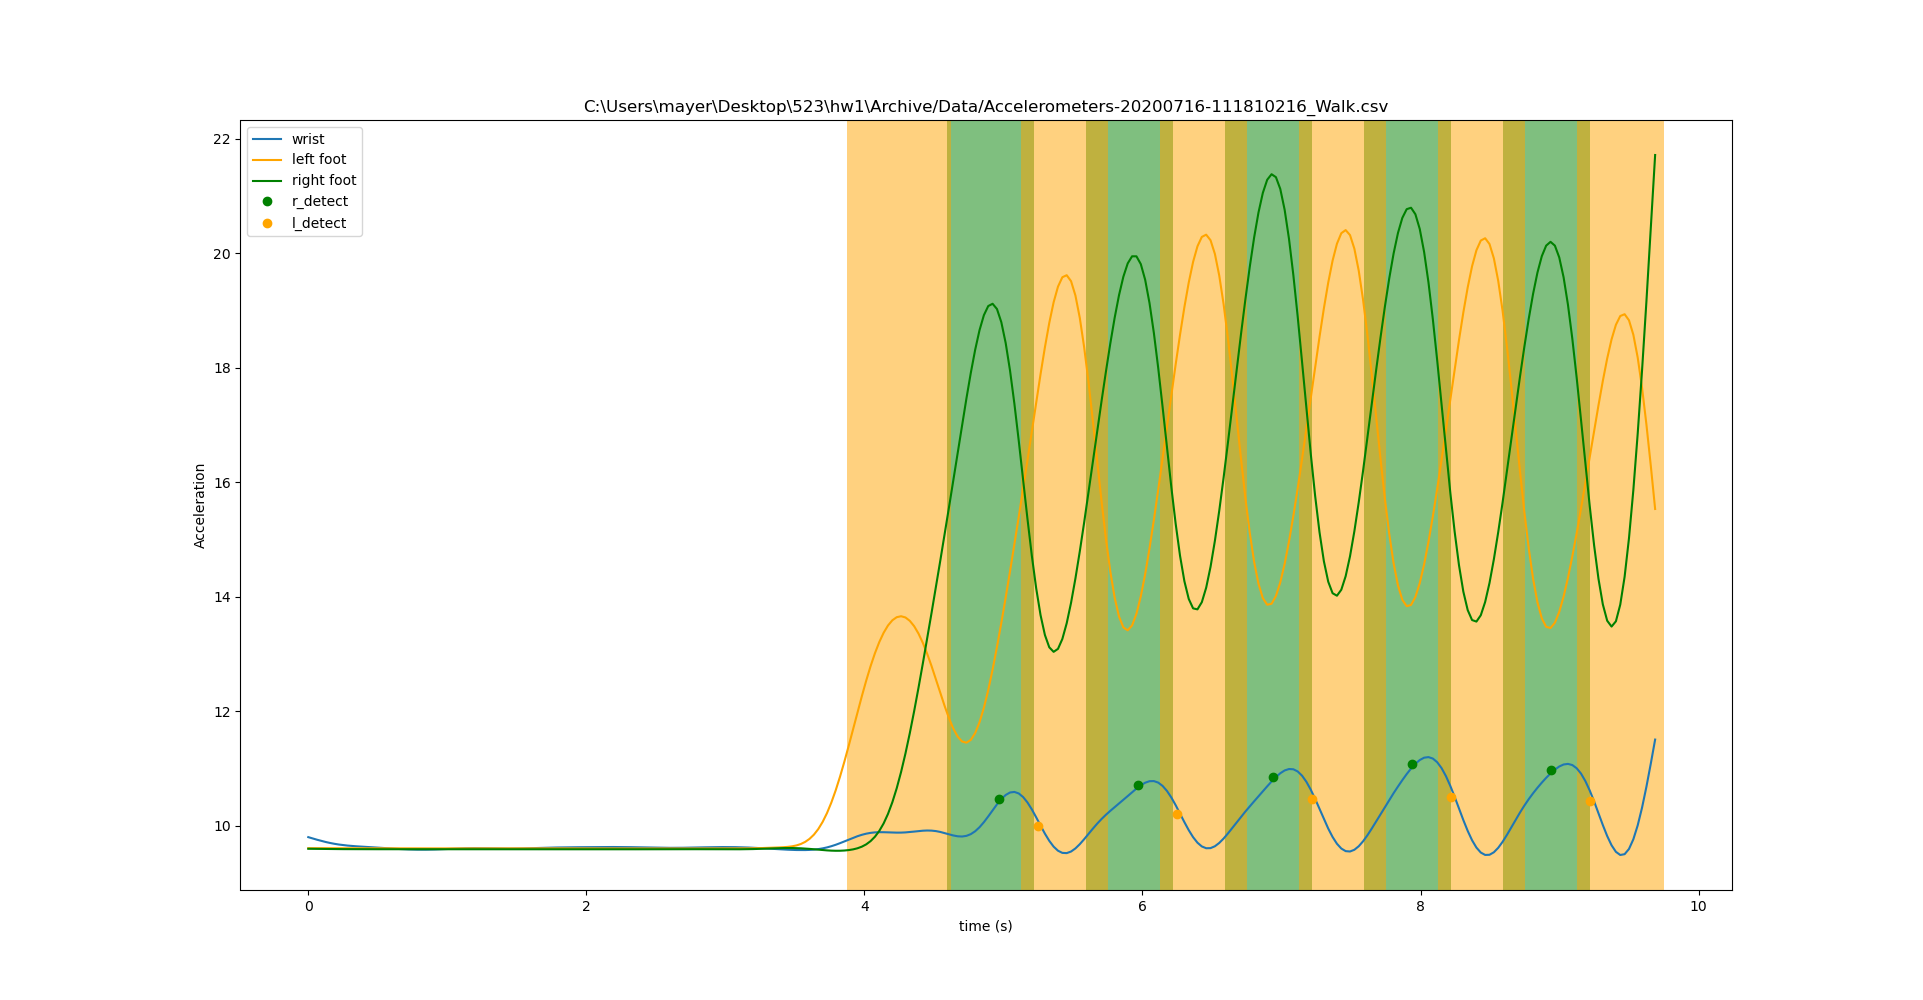 C:\Users\mayer\Desktop\523\hw1\Archive/Data/Accelerometers-20200716-111810216_Walk.csv
wrist
left foot
right foot
r_detect
l_detect
Acceleration
22
20
18
16
14
12
10
0 2 4 6 8 10
time (s)